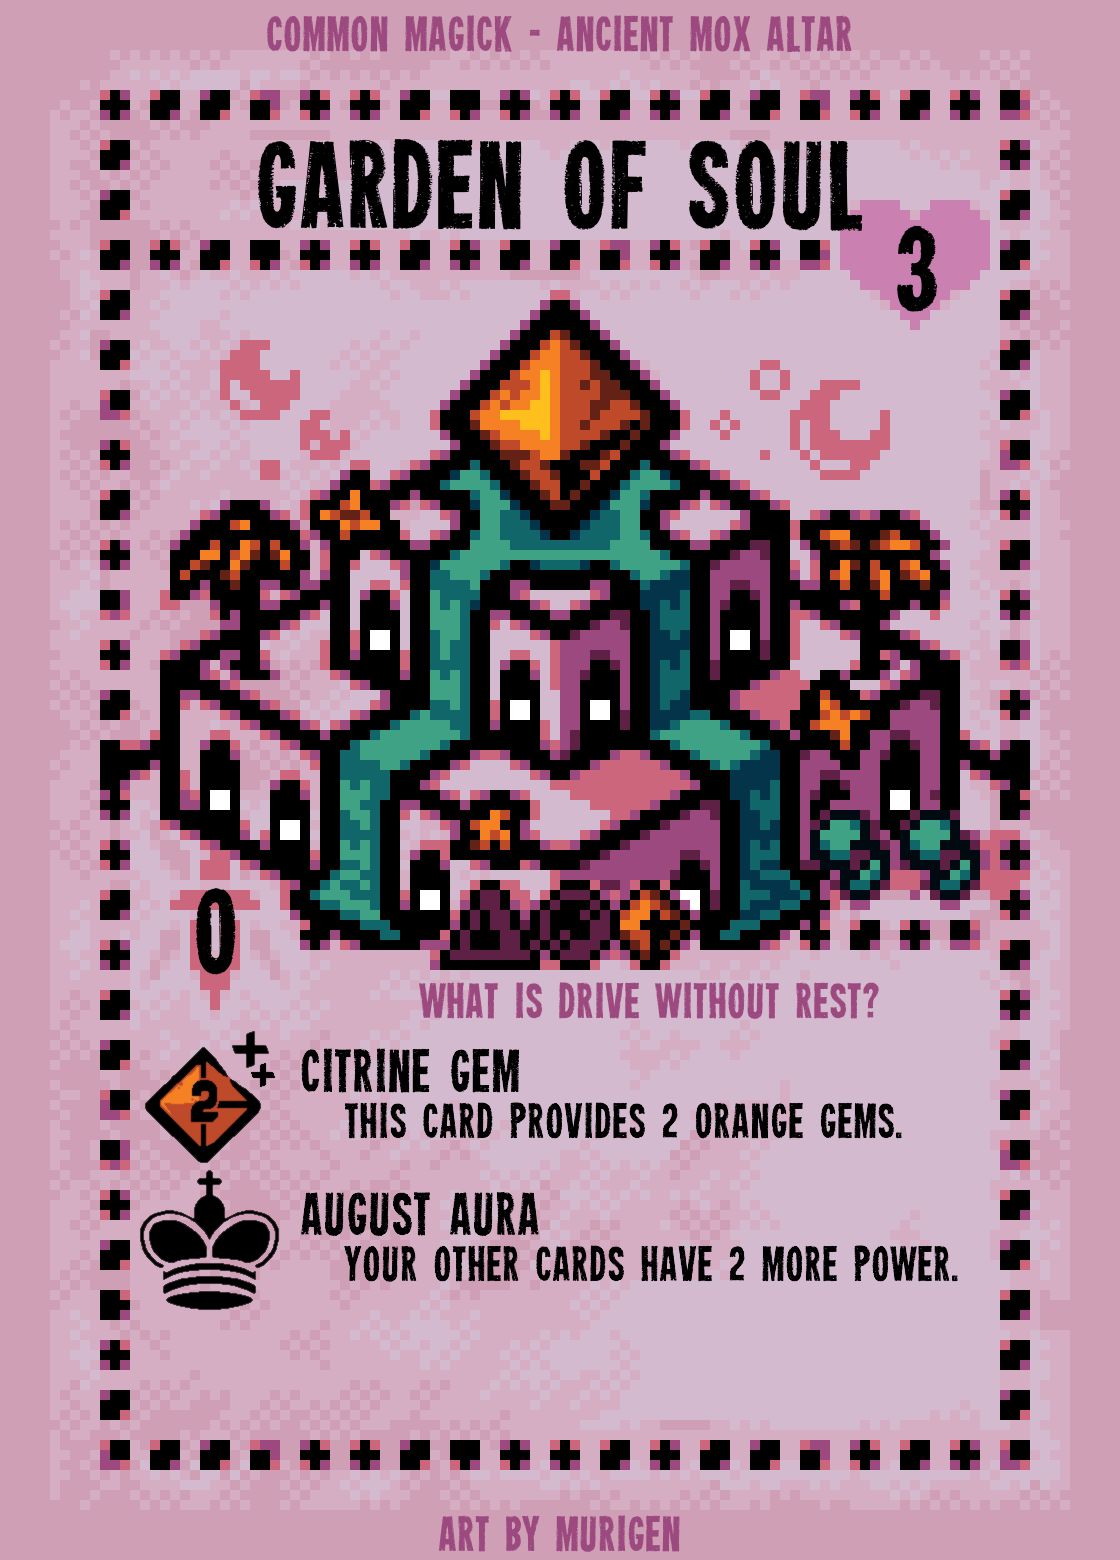 COMMON MAGICK - ANCIENT MOX ALTAR
GARDEN OF SOUL
3
0
WHAT IS DRIVE WITHOUT REST?
2
CITRINE GEM
THIS CARD PROVIDES 2 ORANGE GEMS.
AUGUST AURA
YOUR OTHER CARDS HAVE 2 MORE POWER.
ART BY MURIGEN